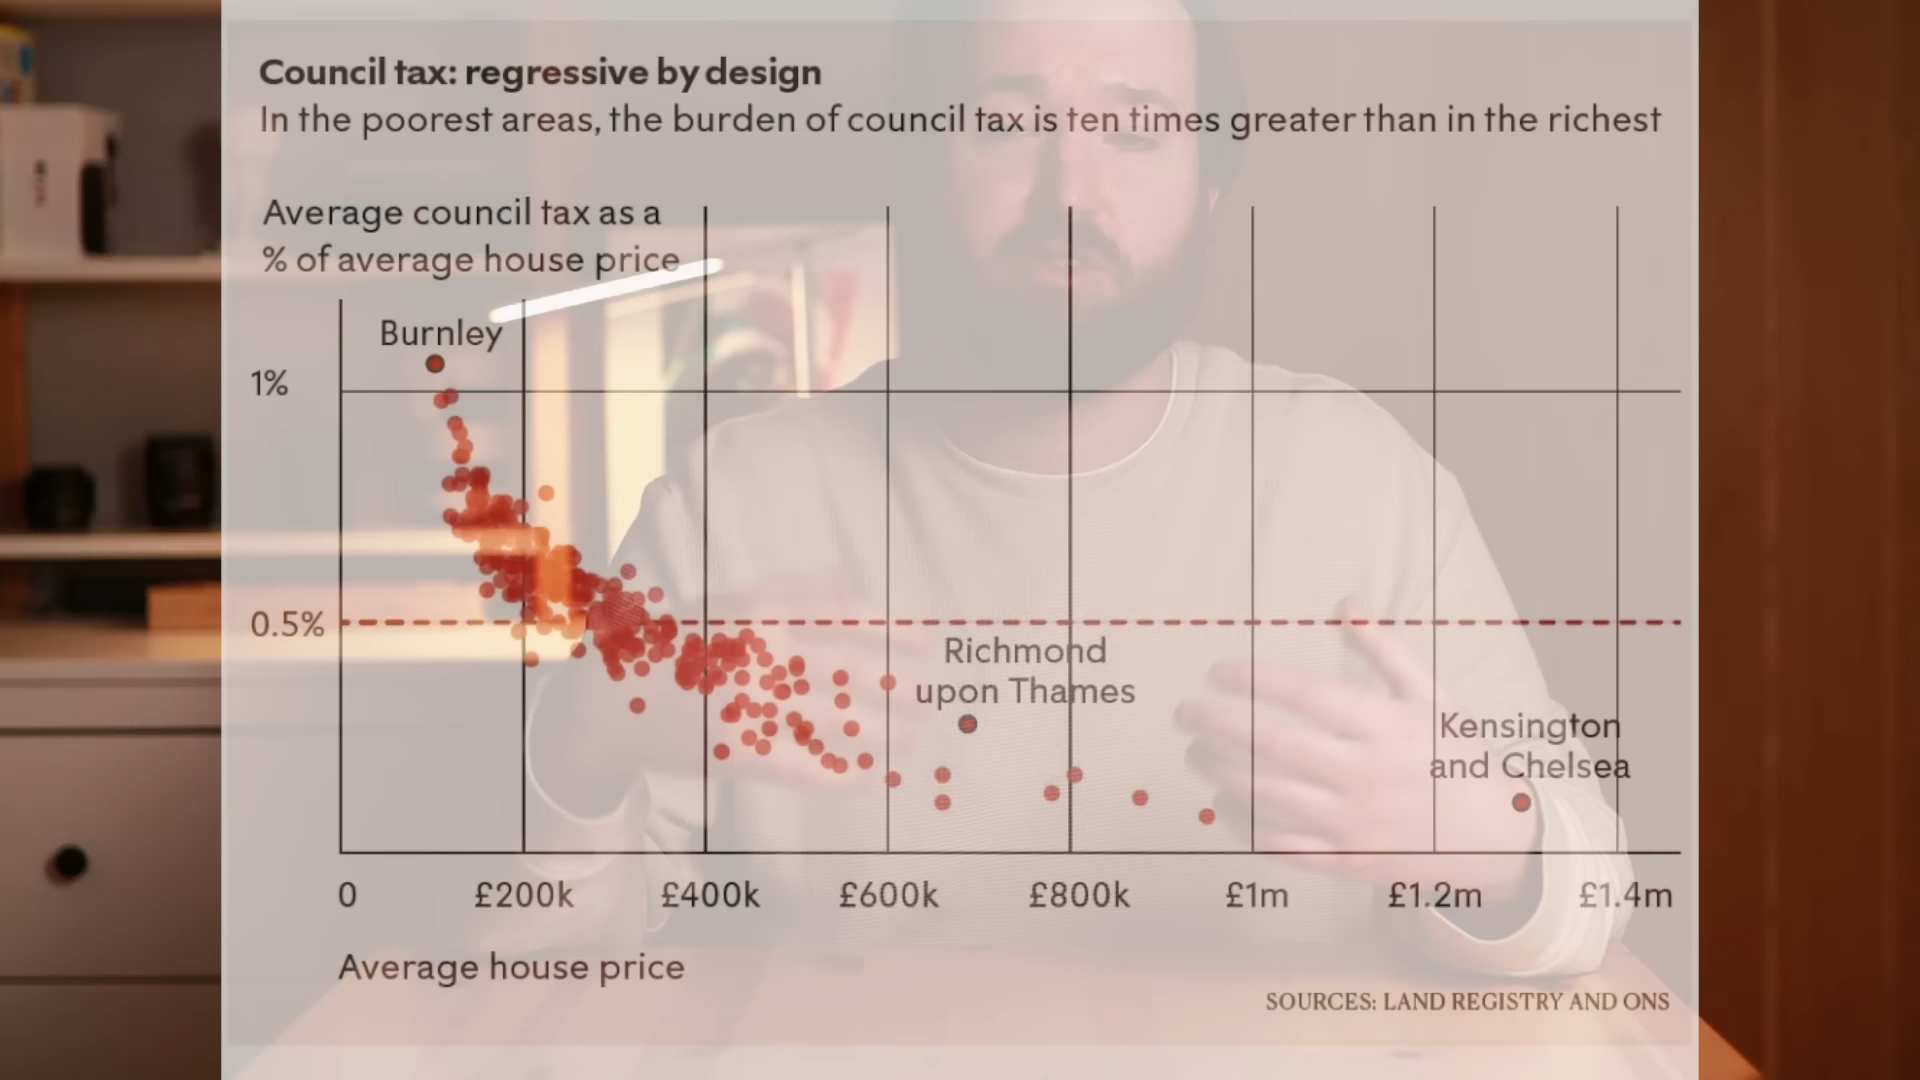 Council tax: regressive by design
In the poorest areas, the burden of council tax is ten times greater than in the richest
Average council tax as a
% of average house price
Burnley
1%
0.5%
Richmond
upon Thames
Kensington
and Chelsea
0
£200k
£400k
£600k
£800k
£1m
£1.2m
£1.4m
Average house price
SOURCES: LAND REGISTRY AND ONS